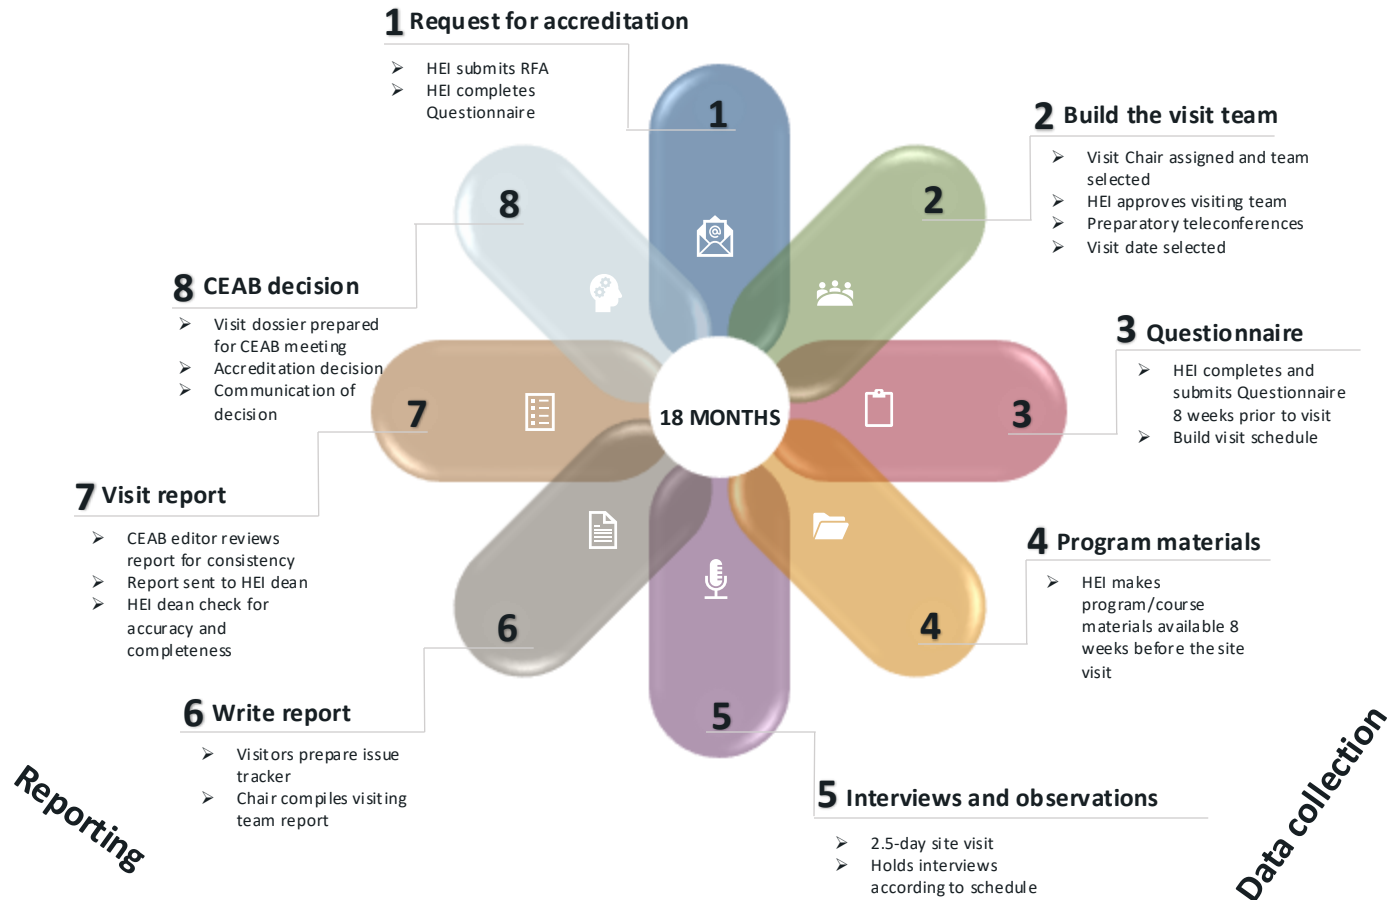 1 Request for accreditation
➢ HEI submits RFA
➢ HEI completes
Questionnaire
1
2 Build the visit team
➢ Visit Chair assigned and team
selected
➢ HEI approves visiting team
➢ Preparatory teleconferences
➢ Visit date selected
2
3 Questionnaire
➢ HEI completes and
submits Questionnaire
8 weeks prior to visit
➢ Build visit schedule
3
4 Program materials
➢ HEI makes
program/course
materials available 8
weeks before the site
visit
4
5 Interviews and observations
➢ 2.5-day site visit
➢ Holds interviews
according to schedule
5
6 Write report
➢ Visitors prepare issue
tracker
➢ Chair compiles visiting
team report
6
7 Visit report
➢ CEAB editor reviews
report for consistency
➢ Report sent to HEI dean
➢ HEI dean check for
accuracy and
completeness
7
8 CEAB decision
➢ Visit dossier prepared
for CEAB meeting
➢ Accreditation decision
➢ Communication of
decision
8
18 MONTHS
@
Reporting
Data collection